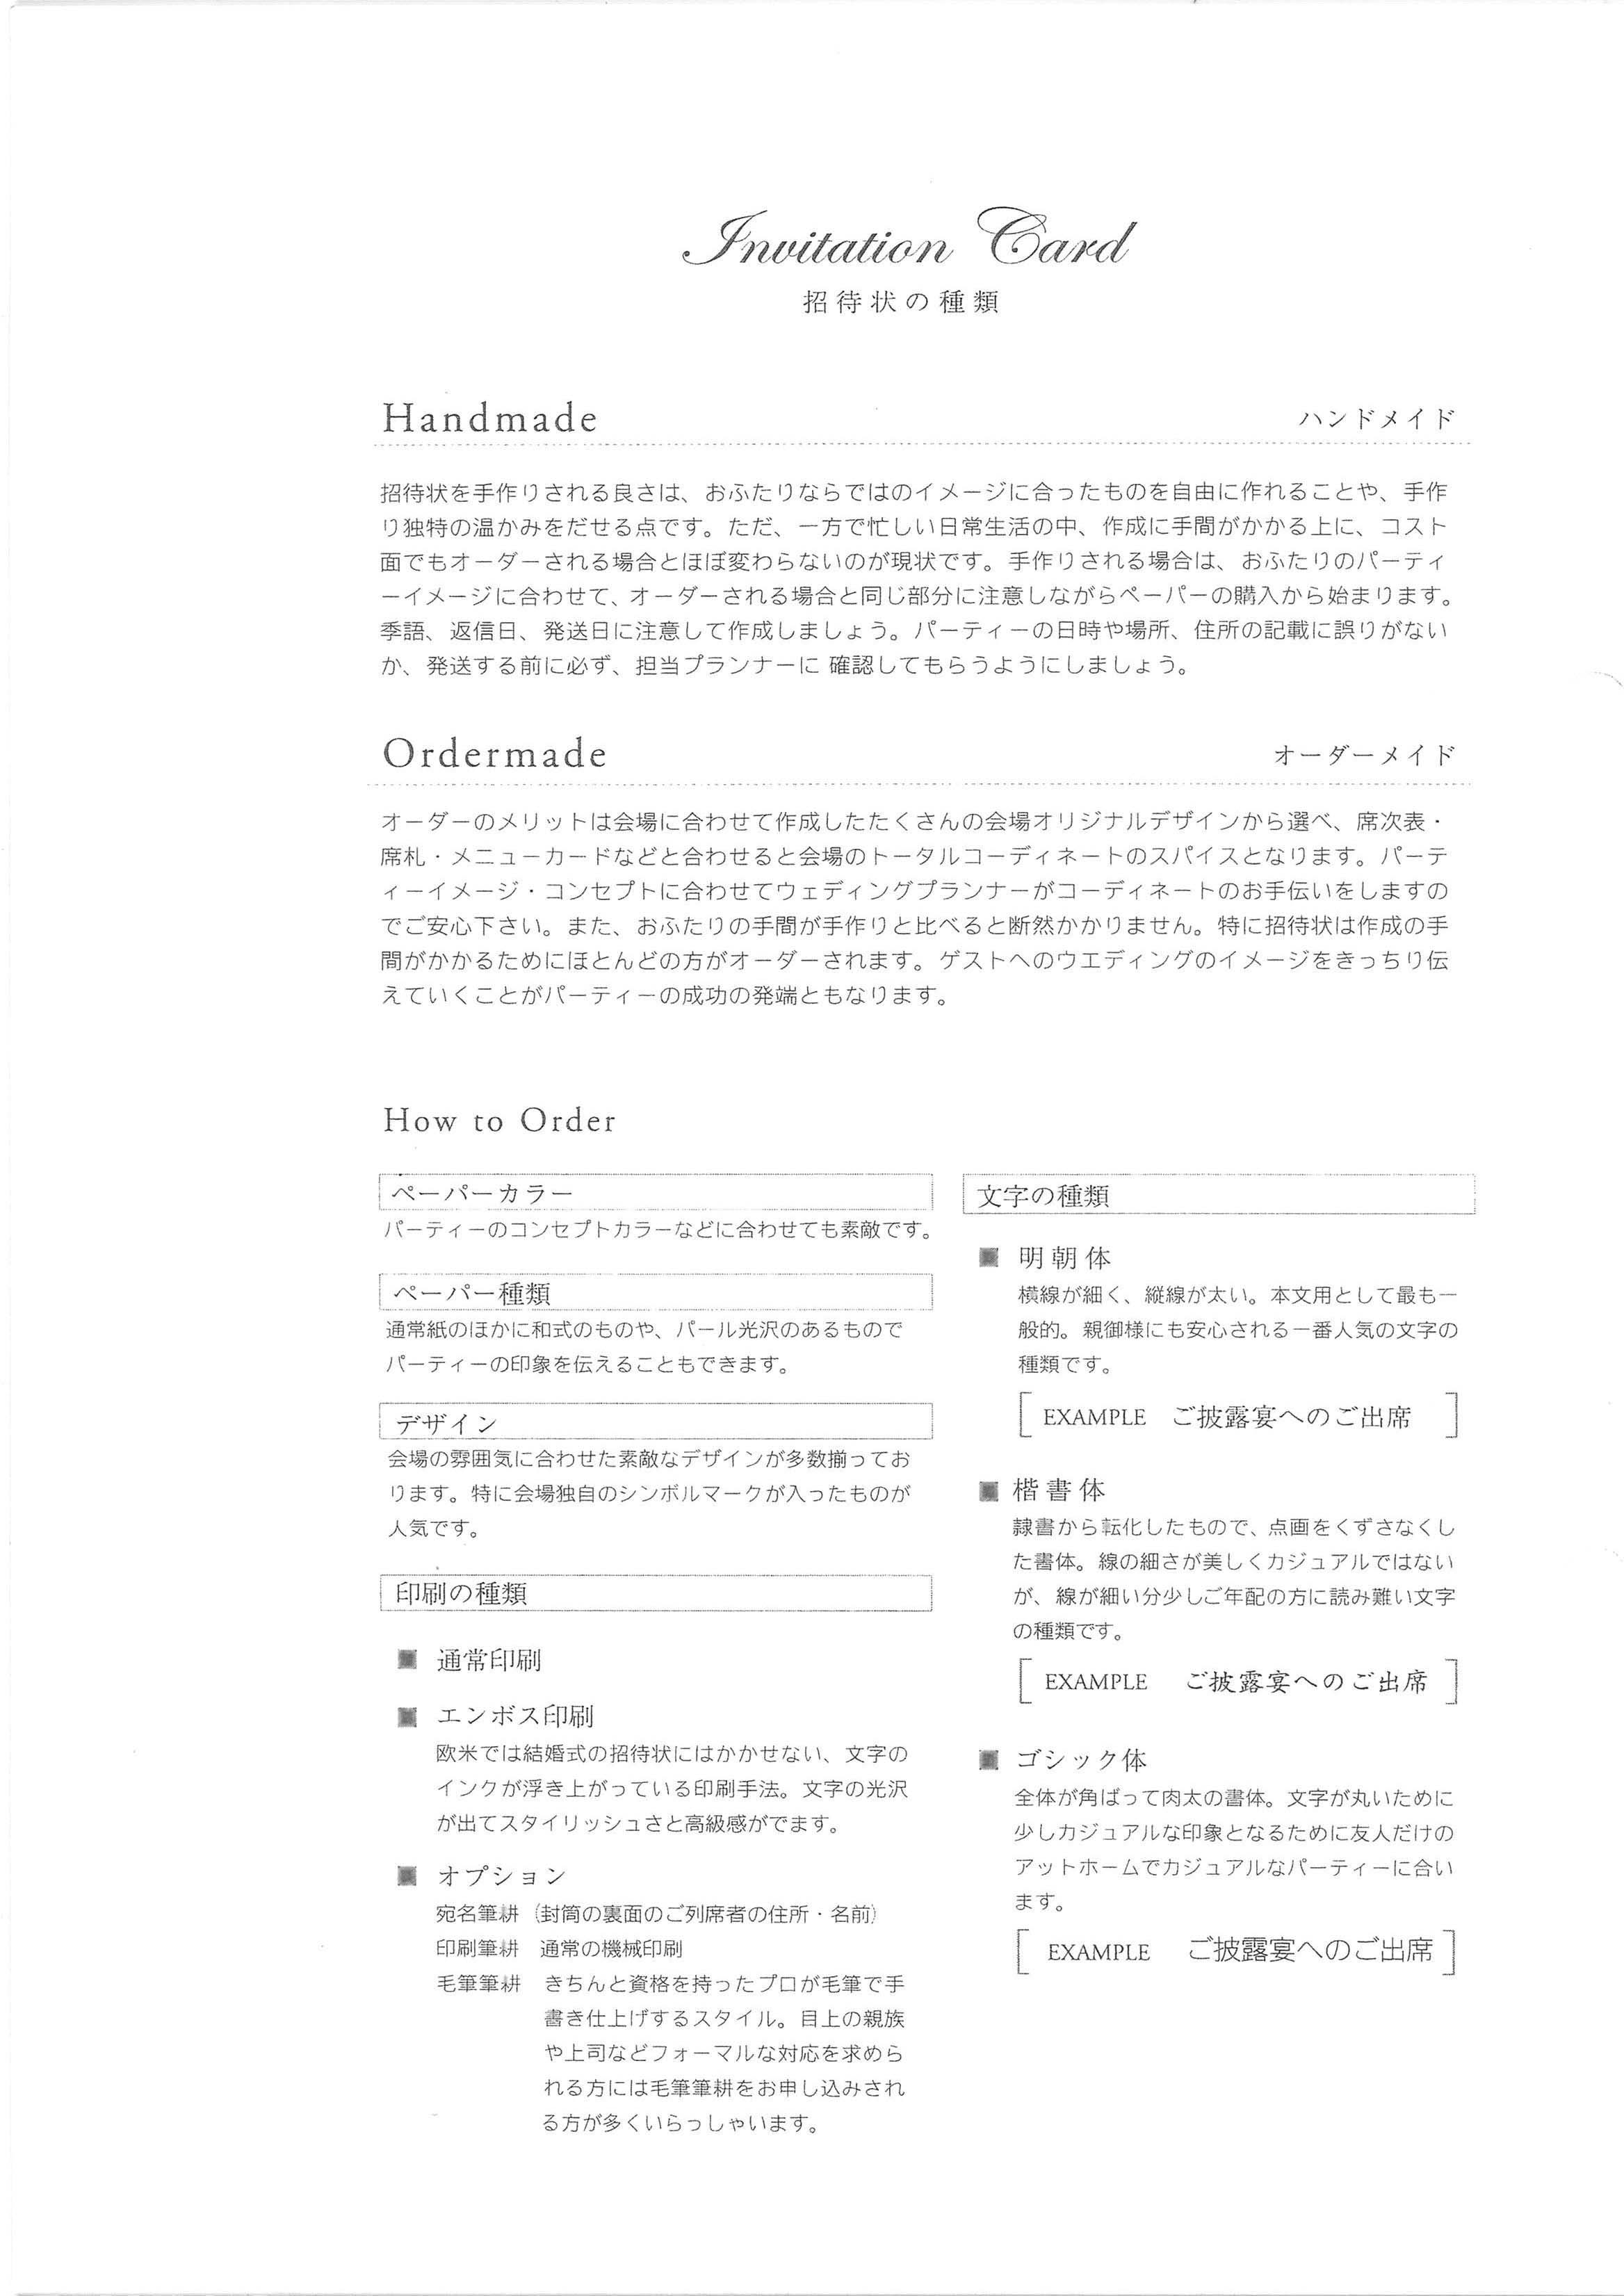 Invitation Card
招待状の種類
Handmade ハンドメイド
招待状を手作りされる良さは、おふたりならではのイメージに合ったものを自由に作れることや、手作
り独特の温かみをだせる点です。ただ、一方で忙しい日常生活の中、作成に手間がかかる上に、コスト
面でもオーダーされる場合とほぼ変わらないのが現状です。手作りされる場合は、おふたりのパーティ
ーイメージに合わせて、オーダーされる場合と同じ部分に注意しながらペーパーの購入から始まります。
季語、返信日、発送日に注意して作成しましょう。パーティーの日時や場所、住所の記載に誤りがない
か、発送する前に必ず、担当プランナーに 確認してもらうようにしましょう。
Ordermade オーダーメイド
オーダーのメリットは会場に合わせて作成したたくさんの会場オリジナルデザインから選べ、席次表・
席札・メニューカードなどと合わせると会場のトータルコーディネートのスパイスとなります。パーテ
ィーイメージ・コンセプトに合わせてウェディングプランナーがコーディネートのお手伝いをしますの
でご安心下さい。また、おふたりの手間が手作りと比べると断然かかりません。特に招待状は作成の手
間がかかるためにほとんどの方がオーダーされます。ゲストへのウエディングのイメージをきっちり伝
えていくことがパーティーの成功の発端ともなります。
How to Order
ペーパーカラー
パーティーのコンセプトカラーなどに合わせても素敵です。
ペーパー種類
通常紙のほかに和式のものや、パール光沢のあるもので
パーティーの印象を伝えることもできます。
デザイン
会場の雰囲気に合わせた素敵なデザインが多数揃ってお
ります。特に会場独自のシンボルマークが入ったものが
人気です。
印刷の種類
■ 通常印刷
■ エンボス印刷
欧米では結婚式の招待状にはかかせない、文字の
インクが浮き上がっている印刷手法。文字の光沢
が出てスタイリッシュさと高級感がでます。
■ オプション
宛名筆耕 (封筒の裏面のご列席者の住所・名前)
印刷筆耕 通常の機械印刷
毛筆筆耕 きちんと資格を持ったプロが毛筆で手
書き仕上げするスタイル。目上の親族
や上司などフォーマルな対応を求めら
れる方には毛筆筆耕をお申し込みされ
る方が多くいらっしゃいます。
文字の種類
■ 明朝体
横線が細く、縦線が太い。本文用として最も一
般的。親御様にも安心される一番人気の文字の
種類です。
[ EXAMPLE ご披露宴へのご出席 ]
■ 楷書体
隷書から転化したもので、点画をくずさなくし
た書体。線の細さが美しくカジュアルではない
が、線が細い分少しご年配の方に読み難い文字
の種類です。
[ EXAMPLE ご披露宴へのご出席 ]
■ ゴシック体
全体が角ばって肉太の書体。文字が丸いために
少しカジュアルな印象となるために友人だけの
アットホームでカジュアルなパーティーに合い
ます。
[ EXAMPLE ご披露宴へのご出席 ]